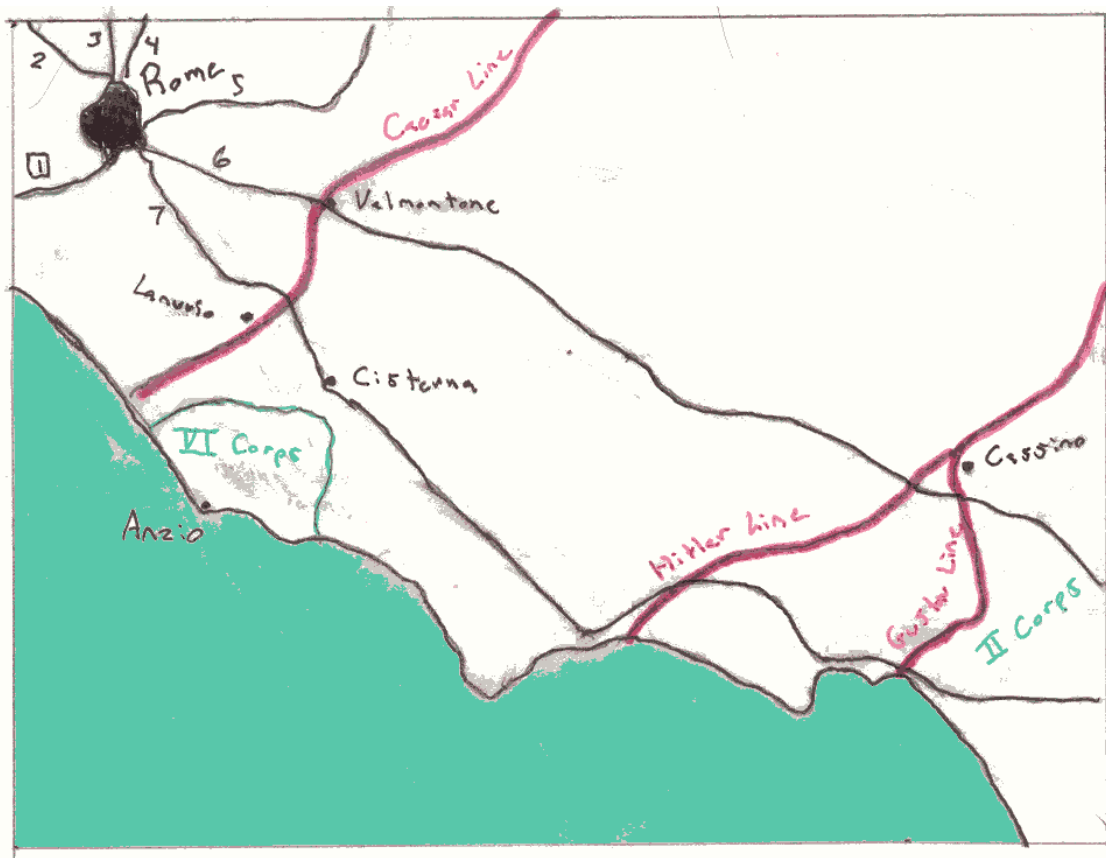 2
3
4
Rome
5
Caesar Line
1
6
Valmontone
7
Lanuvio
Cisterna
VI Corps
Cassino
Anzio
Hitler Line
Gustav Line
II Corps